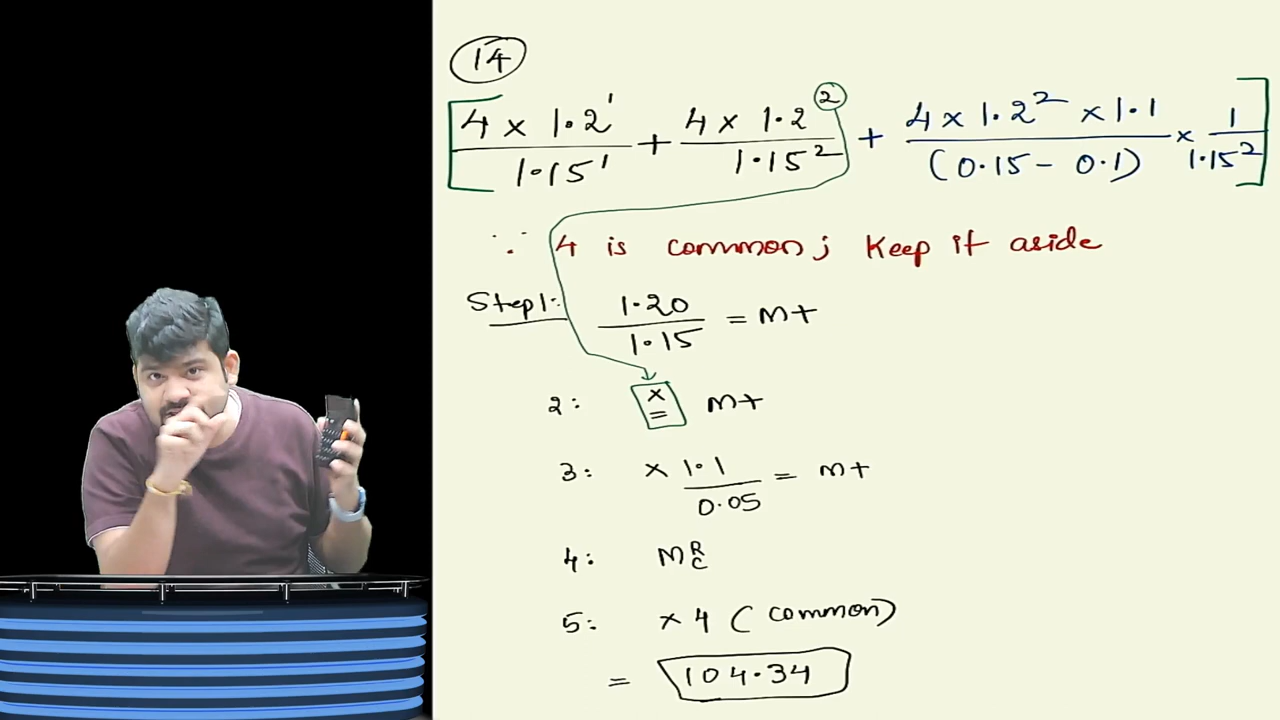 14
[ 4 × 1.2¹ / 1.15¹ + 4 × 1.2² / 1.15² + 4 × 1.2² × 1.1 / (0.15 - 0.1) × 1 / 1.15² ]
∵ 4 is common; Keep it aside
Step1: 1.20 / 1.15 = m+
2: × = m+
3: × 1.1 / 0.05 = m+
4: MRC
5: × 4 (common)
= 104.34